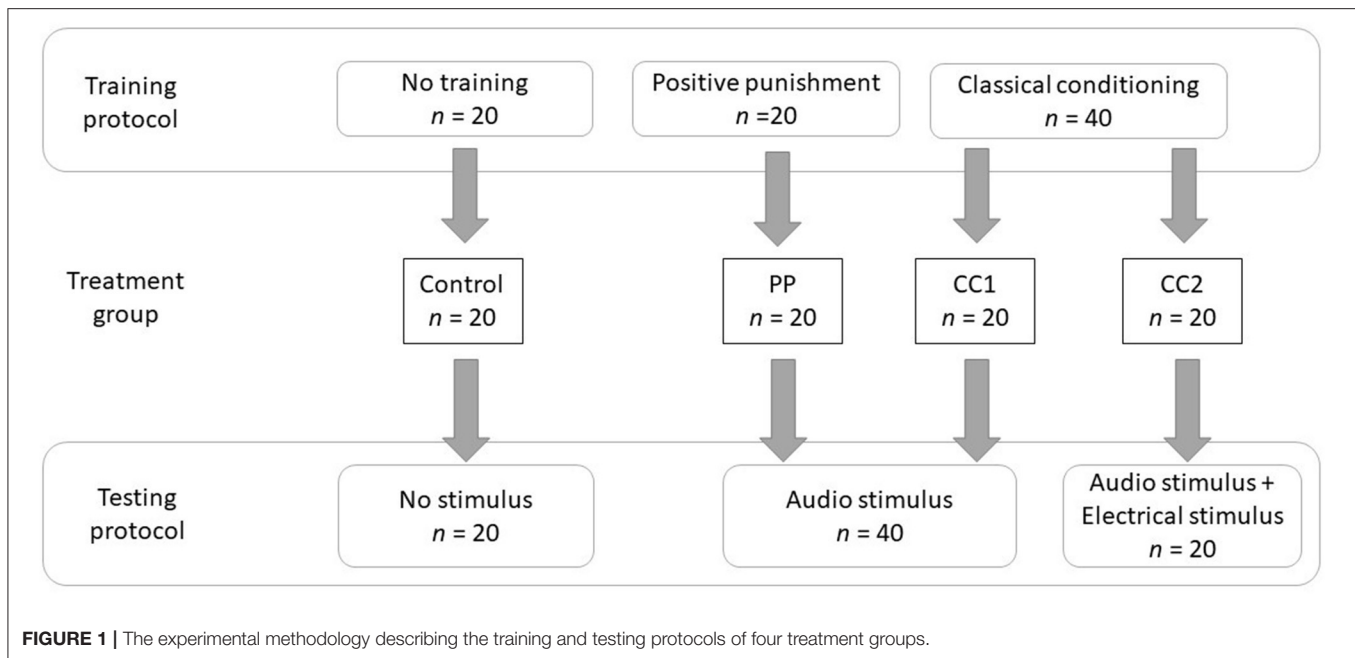 Training
protocol
No training
n = 20
Positive punishment
n =20
Classical conditioning
n = 40
Treatment
group
Control
n = 20
PP
n = 20
CC1
n = 20
CC2
n = 20
Testing
protocol
No stimulus
n = 20
Audio stimulus
n = 40
Audio stimulus +
Electrical stimulus
n = 20
FIGURE 1 | The experimental methodology describing the training and testing protocols of four treatment groups.